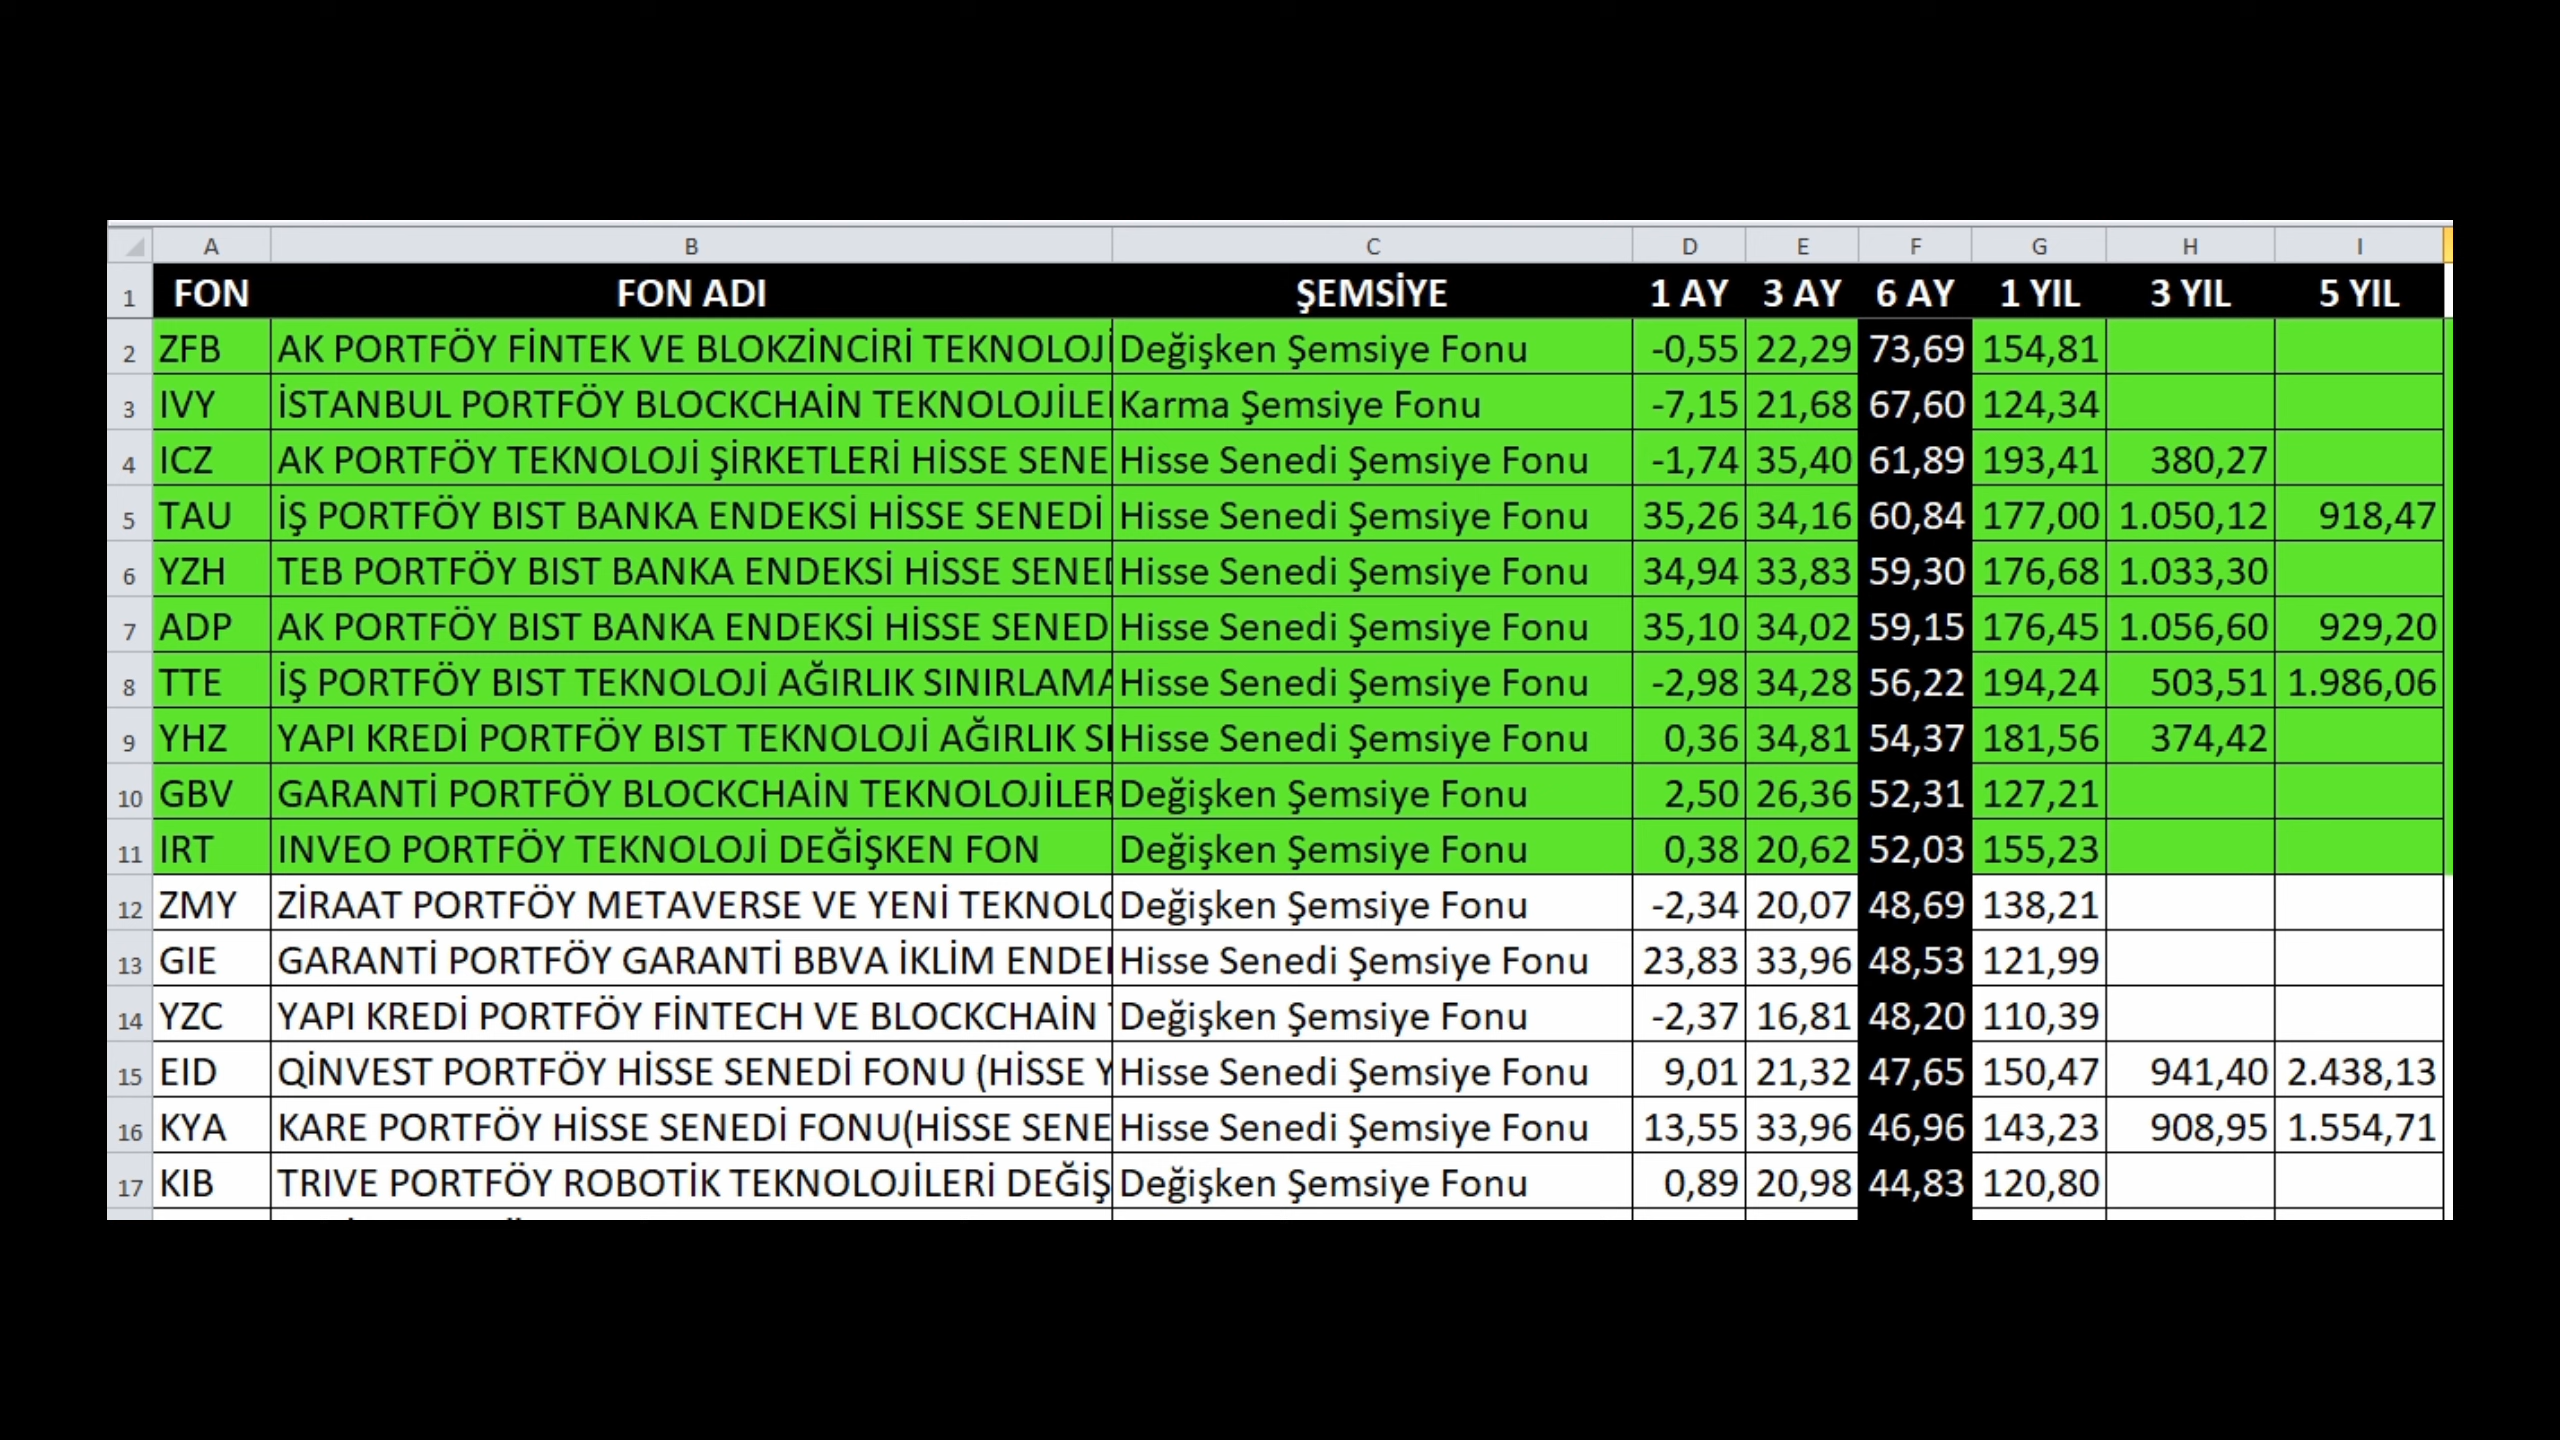 A B C D E F G H I
1 FON FON ADI ŞEMSİYE 1 AY 3 AY 6 AY 1 YIL 3 YIL 5 YIL
2 ZFB AK PORTFÖY FİNTEK VE BLOKZİNCİRİ TEKNOLOJİ Değişken Şemsiye Fonu -0,55 22,29 73,69 154,81
3 IVY İSTANBUL PORTFÖY BLOCKCHAİN TEKNOLOJİLE Karma Şemsiye Fonu -7,15 21,68 67,60 124,34
4 ICZ AK PORTFÖY TEKNOLOJİ ŞİRKETLERİ HİSSE SENE Hisse Senedi Şemsiye Fonu -1,74 35,40 61,89 193,41 380,27
5 TAU İŞ PORTFÖY BIST BANKA ENDEKSİ HİSSE SENEDİ Hisse Senedi Şemsiye Fonu 35,26 34,16 60,84 177,00 1.050,12 918,47
6 YZH TEB PORTFÖY BIST BANKA ENDEKSİ HİSSE SENED Hisse Senedi Şemsiye Fonu 34,94 33,83 59,30 176,68 1.033,30
7 ADP AK PORTFÖY BIST BANKA ENDEKSİ HİSSE SENED Hisse Senedi Şemsiye Fonu 35,10 34,02 59,15 176,45 1.056,60 929,20
8 TTE İŞ PORTFÖY BIST TEKNOLOJİ AĞIRLIK SINIRLAMA Hisse Senedi Şemsiye Fonu -2,98 34,28 56,22 194,24 503,51 1.986,06
9 YHZ YAPI KREDİ PORTFÖY BIST TEKNOLOJİ AĞIRLIK SI Hisse Senedi Şemsiye Fonu 0,36 34,81 54,37 181,56 374,42
10 GBV GARANTİ PORTFÖY BLOCKCHAİN TEKNOLOJİLER Değişken Şemsiye Fonu 2,50 26,36 52,31 127,21
11 IRT INVEO PORTFÖY TEKNOLOJİ DEĞİŞKEN FON Değişken Şemsiye Fonu 0,38 20,62 52,03 155,23
12 ZMY ZİRAAT PORTFÖY METAVERSE VE YENİ TEKNOLO Değişken Şemsiye Fonu -2,34 20,07 48,69 138,21
13 GIE GARANTİ PORTFÖY GARANTİ BBVA İKLİM ENDE Hisse Senedi Şemsiye Fonu 23,83 33,96 48,53 121,99
14 YZC YAPI KREDİ PORTFÖY FİNTECH VE BLOCKCHAİN Değişken Şemsiye Fonu -2,37 16,81 48,20 110,39
15 EID QİNVEST PORTFÖY HİSSE SENEDİ FONU (HİSSE Y Hisse Senedi Şemsiye Fonu 9,01 21,32 47,65 150,47 941,40 2.438,13
16 KYA KARE PORTFÖY HİSSE SENEDİ FONU(HİSSE SENE Hisse Senedi Şemsiye Fonu 13,55 33,96 46,96 143,23 908,95 1.554,71
17 KIB TRIVE PORTFÖY ROBOTİK TEKNOLOJİLERİ DEĞİŞ Değişken Şemsiye Fonu 0,89 20,98 44,83 120,80